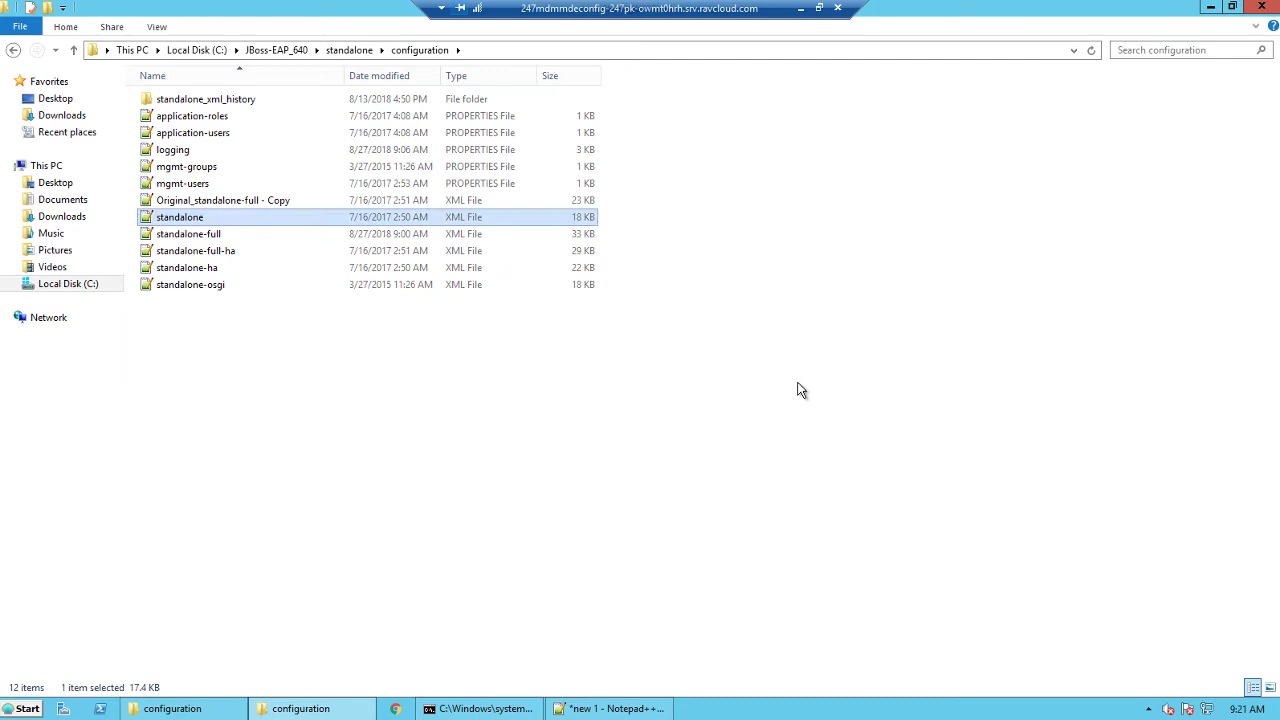 247mdmmdeconfig-247pk-owmt0hrh.srv.ravcloud.com
File Home Share View
This PC Local Disk (C:) JBoss-EAP_640 standalone configuration
Search configuration
Name Date modified Type Size
Favorites
Desktop
Downloads
Recent places
This PC
Desktop
Documents
Downloads
Music
Pictures
Videos
Local Disk (C:)
Network
standalone_xml_history 8/13/2018 4:50 PM File folder
application-roles 7/16/2017 4:08 AM PROPERTIES File 1 KB
application-users 7/16/2017 4:08 AM PROPERTIES File 1 KB
logging 8/27/2018 9:06 AM PROPERTIES File 3 KB
mgmt-groups 3/27/2015 11:26 AM PROPERTIES File 1 KB
mgmt-users 7/16/2017 2:53 AM PROPERTIES File 1 KB
Original_standalone-full - Copy 7/16/2017 2:51 AM XML File 23 KB
standalone 7/16/2017 2:50 AM XML File 18 KB
standalone-full 8/27/2018 9:00 AM XML File 33 KB
standalone-full-ha 7/16/2017 2:51 AM XML File 29 KB
standalone-ha 7/16/2017 2:50 AM XML File 22 KB
standalone-osgi 3/27/2015 11:26 AM XML File 18 KB
12 items 1 item selected 17.4 KB
Start configuration configuration C:\Windows\system... *new 1 - Notepad++... 9:21 AM